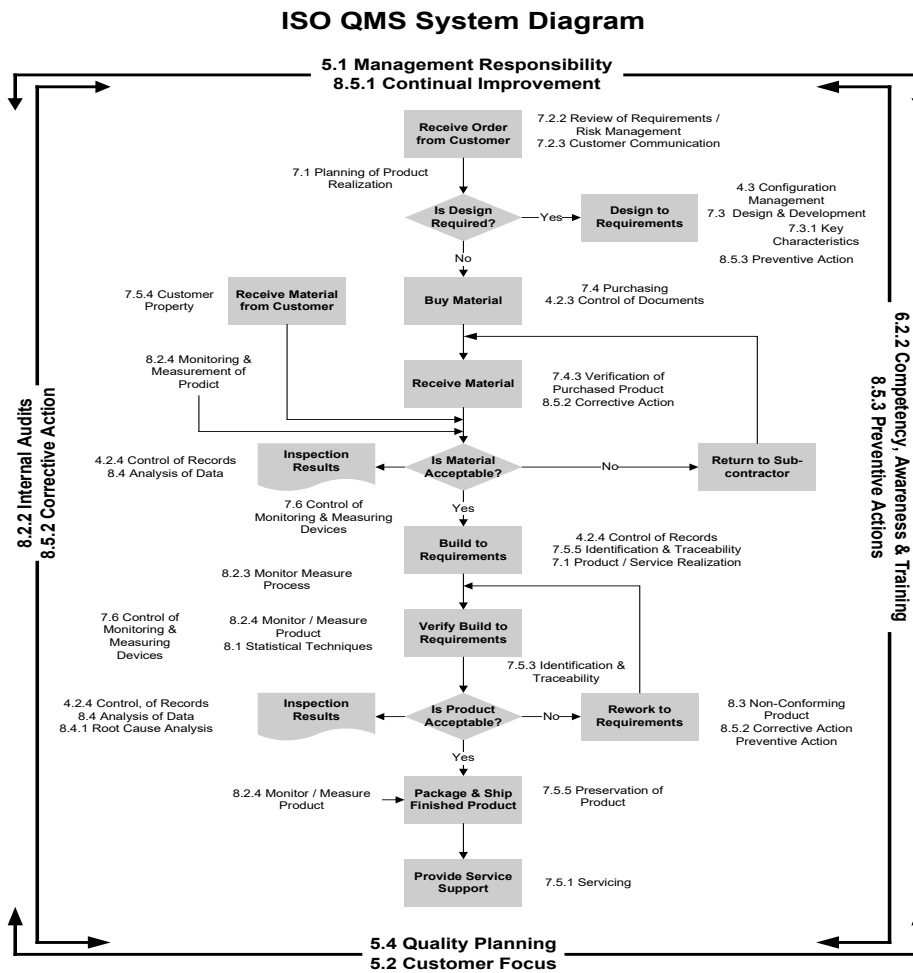 ISO QMS System Diagram
5.1 Management Responsibility
8.5.1 Continual Improvement
Receive Order
from Customer
7.2.2 Review of Requirements /
Risk Management
7.2.3 Customer Communication
7.1 Planning of Product
Realization
Is Design
Required?
Yes
Design to
Requirements
4.3 Configuration
Management
7.3 Design & Development
7.3.1 Key
Characteristics
8.5.3 Preventive Action
No
7.5.4 Customer
Property
Receive Material
from Customer
Buy Material
7.4 Purchasing
4.2.3 Control of Documents
8.2.4 Monitoring &
Measurement of
Prodict
Receive Material
7.4.3 Verification of
Purchased Product
8.5.2 Corrective Action
4.2.4 Control of Records
8.4 Analysis of Data
Inspection
Results
Is Material
Acceptable?
No
Return to Sub-
contractor
7.6 Control of
Monitoring & Measuring
Devices
Yes
Build to
Requirements
4.2.4 Control of Records
7.5.5 Identification & Traceability
7.1 Product / Service Realization
8.2.3 Monitor Measure
Process
7.6 Control of
Monitoring &
Measuring
Devices
8.2.4 Monitor / Measure
Product
8.1 Statistical Techniques
Verify Build to
Requirements
7.5.3 Identification &
Traceability
4.2.4 Control, of Records
8.4 Analysis of Data
8.4.1 Root Cause Analysis
Inspection
Results
Is Product
Acceptable?
No
Rework to
Requirements
8.3 Non-Conforming
Product
8.5.2 Corrective Action
Preventive Action
Yes
8.2.4 Monitor / Measure
Product
Package & Ship
Finished Product
7.5.5 Preservation of
Product
Provide Service
Support
7.5.1 Servicing
8.2.2 Internal Audits
8.5.2 Corrective Action
6.2.2 Competency, Awareness & Training
8.5.3 Preventive Actions
5.4 Quality Planning
5.2 Customer Focus